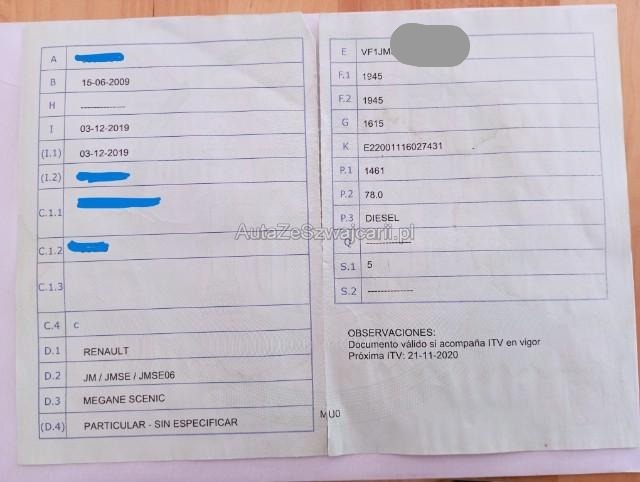 A
B 15-06-2009
H --------------
I 03-12-2019
(I.1) 03-12-2019
(I.2)
C.1.1
C.1.2
C.1.3
C.4 c
D.1 RENAULT
D.2 JM / JMSE / JMSE06
D.3 MEGANE SCENIC
(D.4) PARTICULAR - SIN ESPECIFICAR
E VF1JM
F.1 1945
F.2 1945
G 1615
K E22001116027431
P.1 1461
P.2 78.0
P.3 DIESEL
Q --------------
S.1 5
S.2 --------------
OBSERVACIONES:
Documento válido si acompaña ITV en vigor
Próxima iTV: 21-11-2020
MU0
AutaZeSzwajcarii.pl